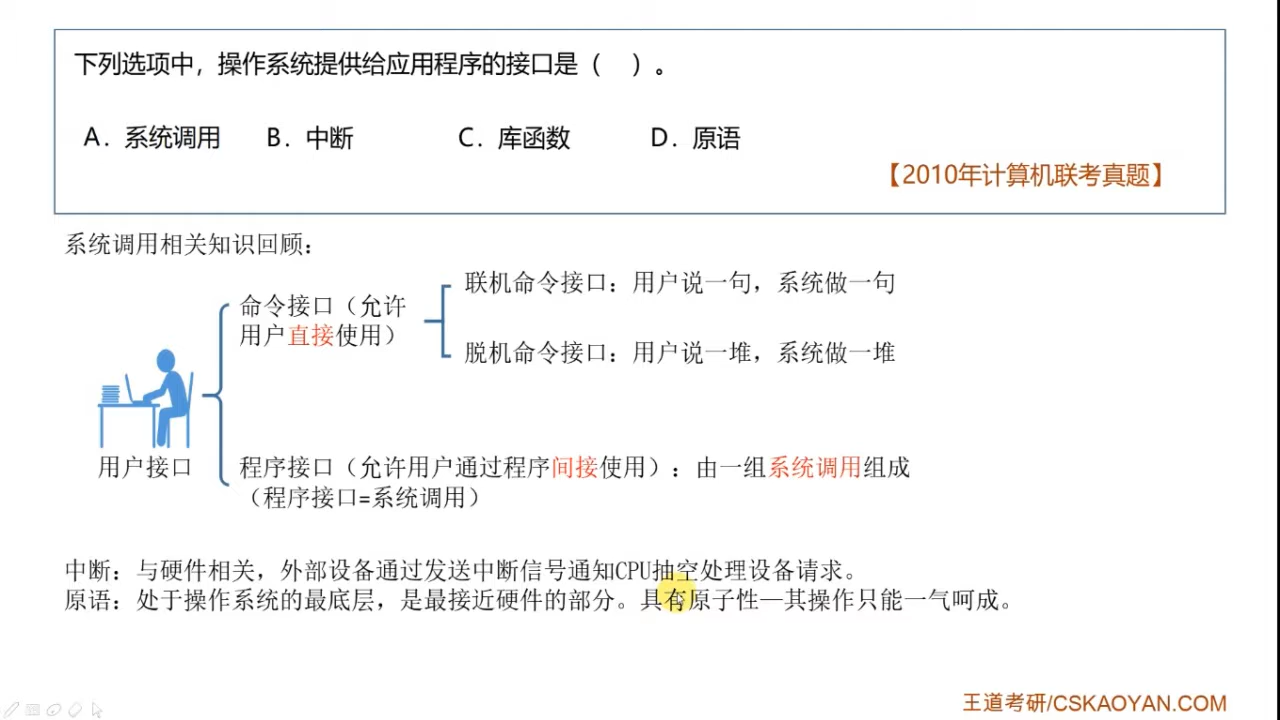 下列选项中，操作系统提供给应用程序的接口是（　）。
A．系统调用 B．中断 C．库函数 D．原语
【2010年计算机联考真题】
系统调用相关知识回顾：
命令接口（允许
用户直接使用）
联机命令接口：用户说一句，系统做一句
脱机命令接口：用户说一堆，系统做一堆
用户接口
程序接口（允许用户通过程序间接使用）：由一组系统调用组成
（程序接口=系统调用）
中断：与硬件相关，外部设备通过发送中断信号通知CPU抽空处理设备请求。
原语：处于操作系统的最底层，是最接近硬件的部分。具有原子性—其操作只能一气呵成。
王道考研/CSKAOYAN.COM